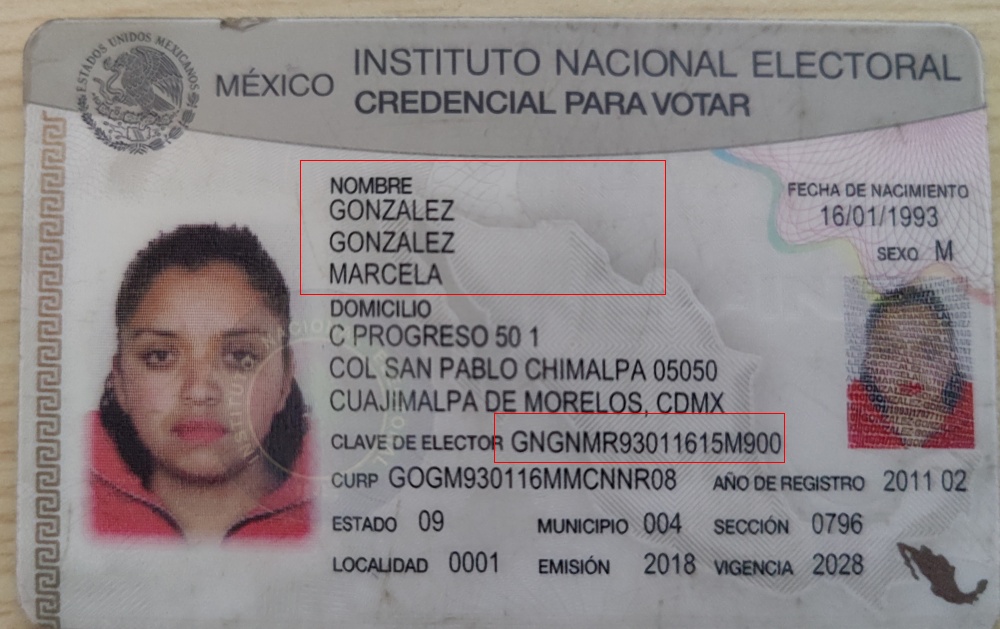 ESTADOS UNIDOS MEXICANOS
MÉXICO
INSTITUTO NACIONAL ELECTORAL
CREDENCIAL PARA VOTAR
NOMBRE
GONZALEZ
GONZALEZ
MARCELA
FECHA DE NACIMIENTO
16/01/1993
SEXO M
DOMICILIO
C PROGRESO 50 1
COL SAN PABLO CHIMALPA 05050
CUAJIMALPA DE MORELOS, CDMX
CLAVE DE ELECTOR GNGNMR93011615M900
CURP GOGM930116MMCNNR08 AÑO DE REGISTRO 2011 02
ESTADO 09 MUNICIPIO 004 SECCIÓN 0796
LOCALIDAD 0001 EMISIÓN 2018 VIGENCIA 2028